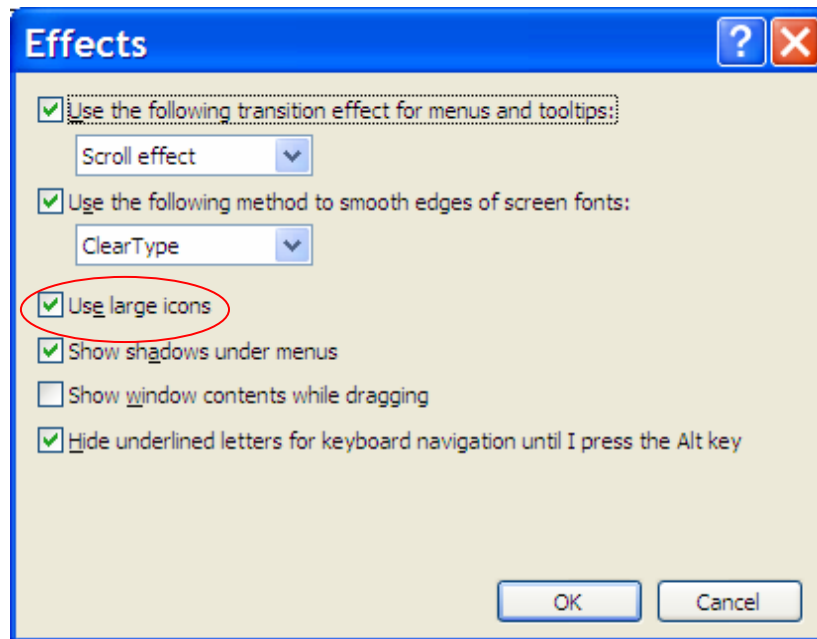 Effects
Use the following transition effect for menus and tooltips:
Scroll effect
Use the following method to smooth edges of screen fonts:
ClearType
Use large icons
Show shadows under menus
Show window contents while dragging
Hide underlined letters for keyboard navigation until I press the Alt key
OK Cancel